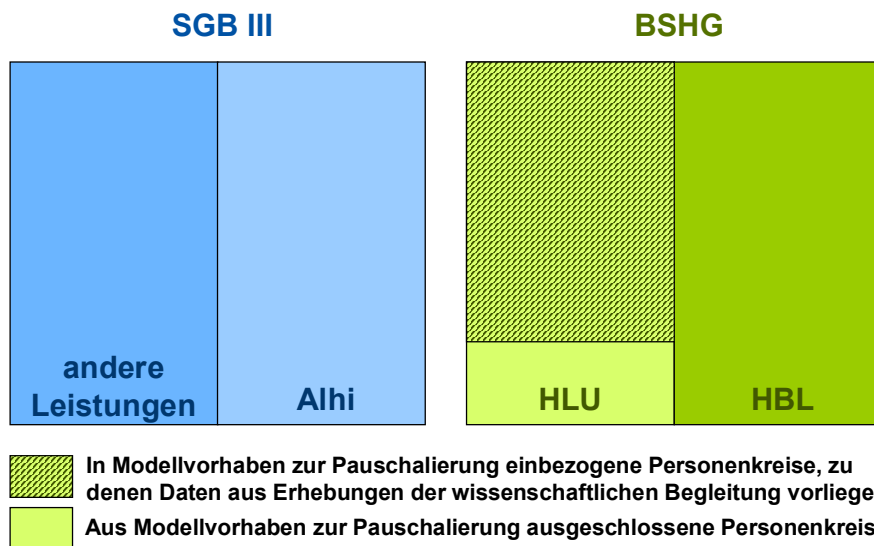 SGB III
BSHG
andere
Leistungen
Alhi
HLU
HBL
In Modellvorhaben zur Pauschalierung einbezogene Personenkreise, zu
denen Daten aus Erhebungen der wissenschaftlichen Begleitung vorliege
Aus Modellvorhaben zur Pauschalierung ausgeschlossene Personenkreis